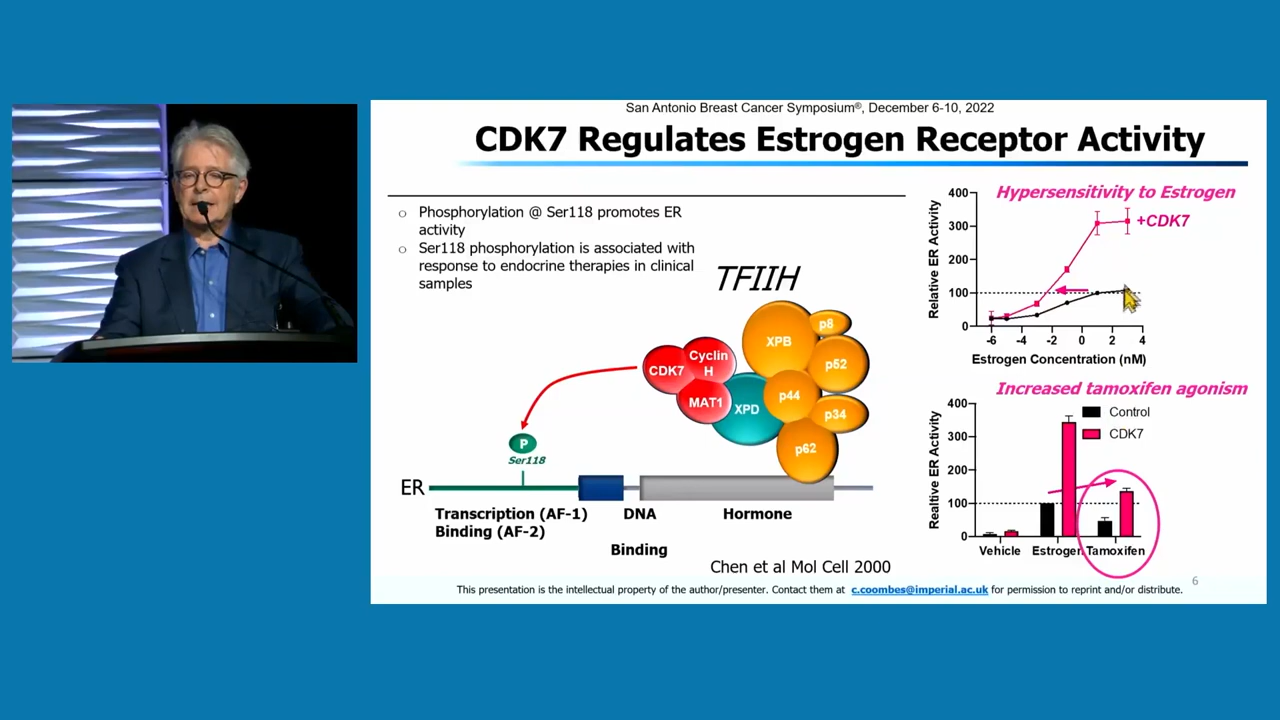 San Antonio Breast Cancer Symposium®, December 6-10, 2022
CDK7 Regulates Estrogen Receptor Activity
○ Phosphorylation @ Ser118 promotes ER
activity
○ Ser118 phosphorylation is associated with
response to endocrine therapies in clinical
samples
TFIIH
XPB
p8
p52
CDK7
Cyclin
H
MAT1
XPD
p44
p34
p62
P
Ser118
ER
Transcription (AF-1)
Binding (AF-2)
DNA
Binding
Hormone
Chen et al Mol Cell 2000
Hypersensitivity to Estrogen
+CDK7
Relative ER Activity
400
300
200
100
0
-6 -4 -2 0 2 4
Estrogen Concentration (nM)
Increased tamoxifen agonism
Control
CDK7
Realtive ER Activity
400
300
200
100
0
Vehicle Estrogen Tamoxifen
6
This presentation is the intellectual property of the author/presenter. Contact them at c.coombes@imperial.ac.uk for permission to reprint and/or distribute.